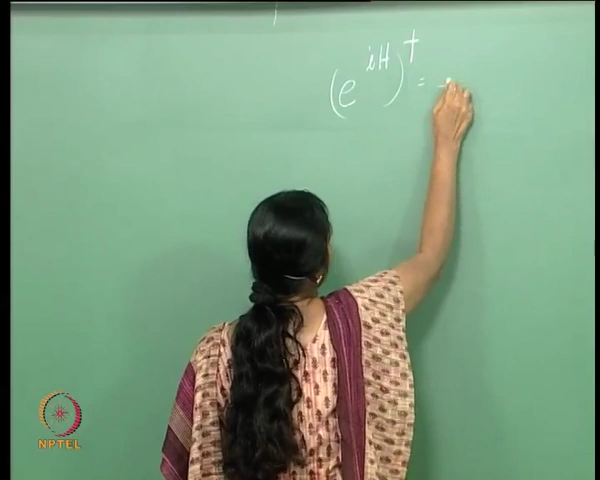 (e^{iH})^† =
NPTEL